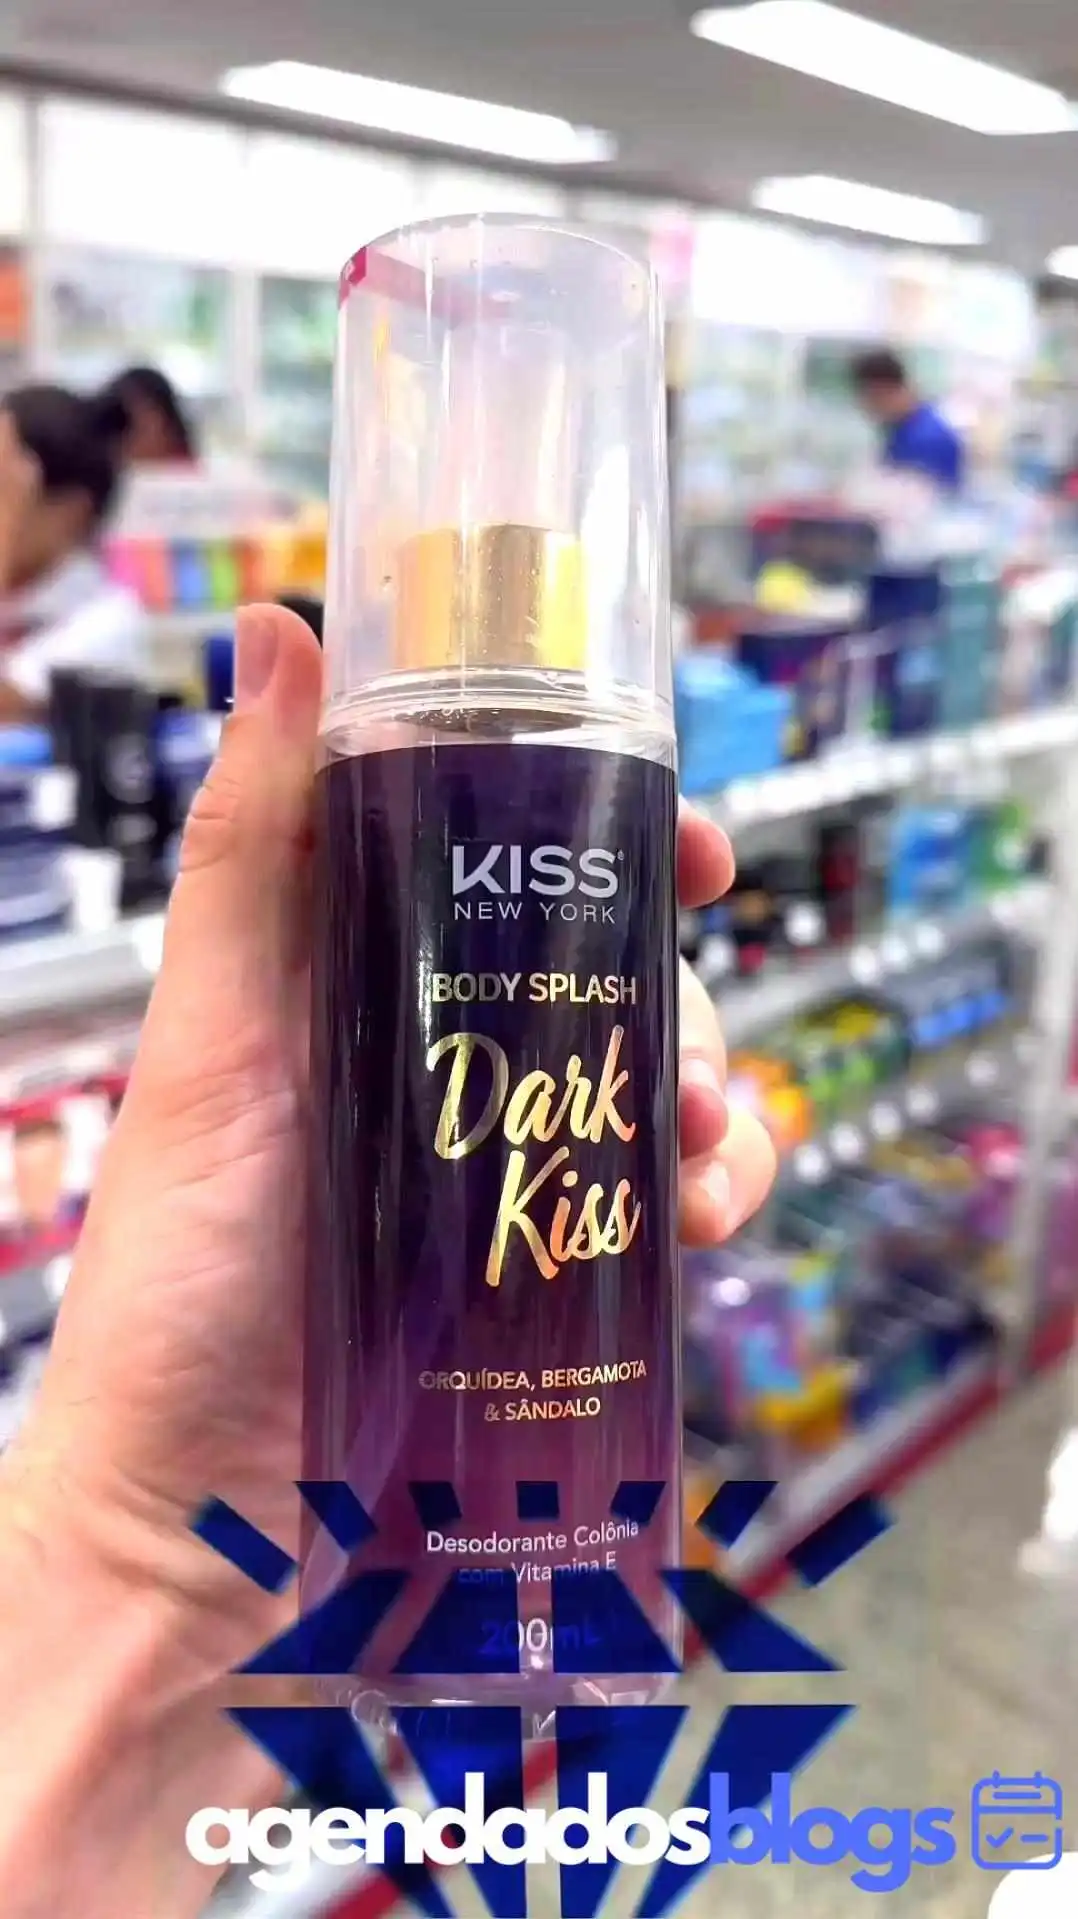 KISS
NEW YORK
BODY SPLASH
Dark
Kiss
ORQUÍDEA, BERGAMOTA
& SÂNDALO
Desodorante Colônia
com Vitamina E
200mL
agendadosblogs